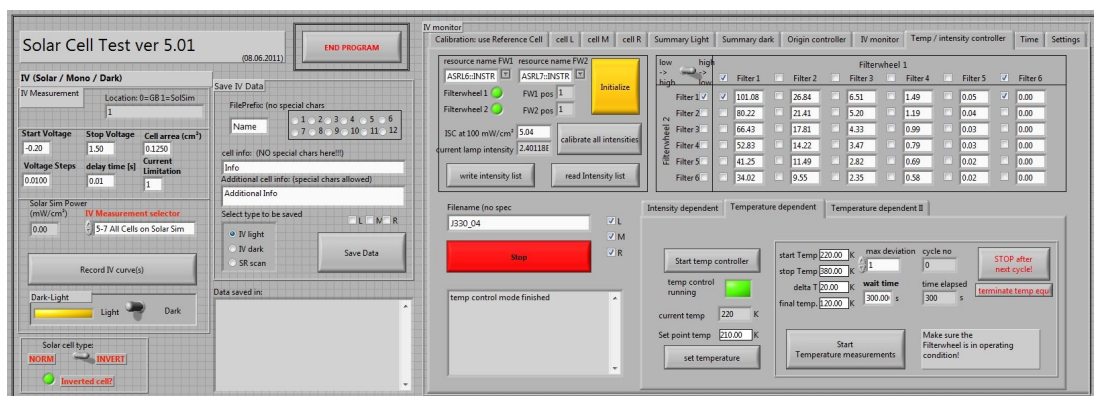 Solar Cell Test ver 5.01
(08.06.2011)
END PROGRAM
IV (Solar / Mono / Dark)
IV Measurement
Location: 0=GB 1=SolSim
1
Start Voltage
Stop Voltage
Cell area (cm²)
-0.20
1.50
0.1250
Voltage Steps
delay time [s]
Current Limitation
0.0100
0.01
1
Solar Sim Power (mW/cm²)
IV Measurement selector
0.00
5-7 All Cells on Solar Sim
Record IV curve(s)
Dark-Light
Light
Dark
Solar cell type:
NORM
INVERT
Inverted cell?
Save IV Data
FilePrefix: (no special chars
Name
1 2 3 4 5 6
7 8 9 10 11 12
cell info: (NO special chars here!!!)
Info
Additional cell info: (special chars allowed)
Additional Info
Select type to be saved
L M R
IV light
IV dark
SR scan
Save Data
Data saved in:
IV monitor
Calibration: use Reference Cell
cell L
cell M
cell R
Summary Light
Summary dark
Origin controller
IV monitor
Temp / intensity controller
Time
Settings
resource name FW1
resource name FW2
ASRL6::INSTR
ASRL7::INSTR
Initialize
Filterwheel 1
FW1 pos 1
Filterwheel 2
FW2 pos 1
ISC at 100 mW/cm² 5.04
calibrate all intensities
current lamp intensity 2.40118
write intensity list
read Intensity list
low -> high
high -> low
Filterwheel 1
Filter 1 Filter 2 Filter 3 Filter 4 Filter 5 Filter 6
Filterwheel 2
Filter 1 101.08 26.84 6.51 1.49 0.05 0.00
Filter 2 80.22 21.41 5.20 1.19 0.04 0.00
Filter 3 66.43 17.81 4.33 0.99 0.03 0.00
Filter 4 52.83 14.22 3.47 0.79 0.03 0.00
Filter 5 41.25 11.49 2.82 0.69 0.02 0.00
Filter 6 34.02 9.55 2.35 0.58 0.02 0.00
Filename (no spec
J330_04
L
M
R
Stop
temp control mode finished
Intensity dependent
Temperature dependent
Temperature dependent II
Start temp controller
temp control running
current temp 220 K
Set point temp 210.00 K
set temperature
start Temp 220.00 K
stop Temp 380.00 K
delta T 20.00 K
final temp. 120.00 K
max deviation
1
wait time
300.00 s
cycle no
0
time elapsed
300 s
STOP after next cycle!
terminate temp equi
Start
Temperature measurements
Make sure the
Filterwheel is in operating
condition!